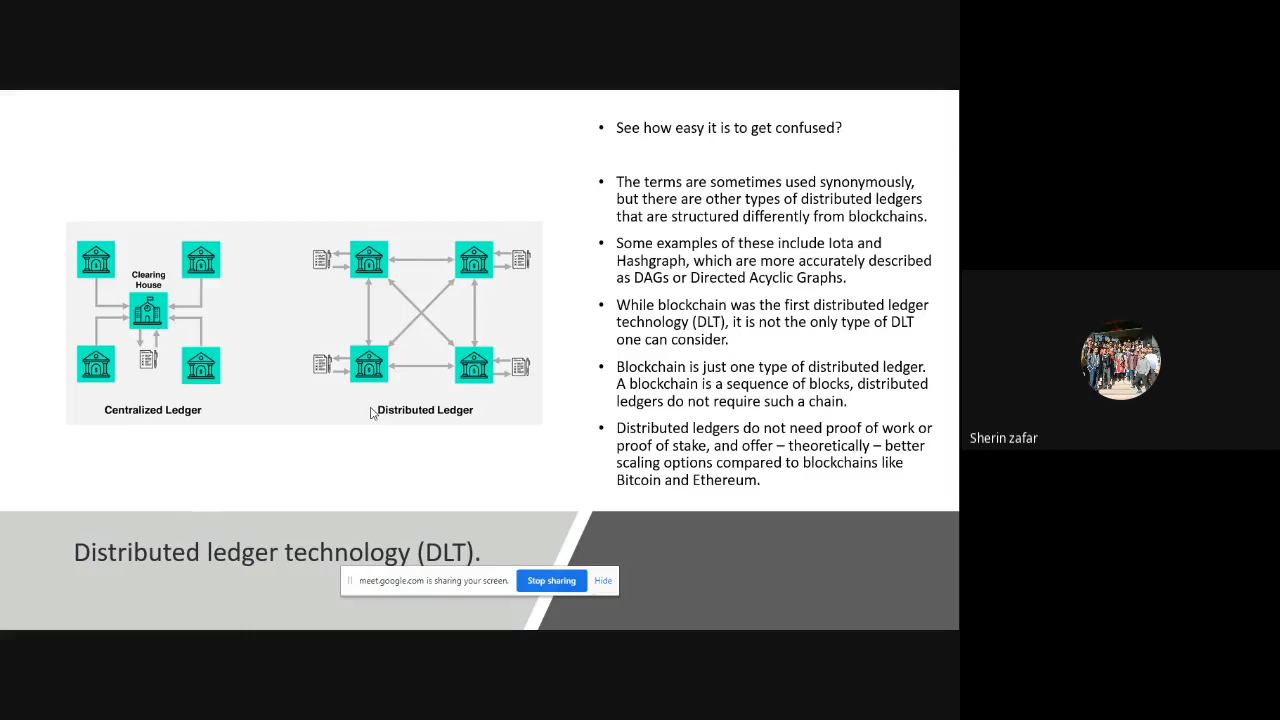 • See how easy it is to get confused?
• The terms are sometimes used synonymously,
but there are other types of distributed ledgers
that are structured differently from blockchains.
• Some examples of these include Iota and
Hashgraph, which are more accurately described
as DAGs or Directed Acyclic Graphs.
• While blockchain was the first distributed ledger
technology (DLT), it is not the only type of DLT
one can consider.
• Blockchain is just one type of distributed ledger.
A blockchain is a sequence of blocks, distributed
ledgers do not require such a chain.
• Distributed ledgers do not need proof of work or
proof of stake, and offer – theoretically – better
scaling options compared to blockchains like
Bitcoin and Ethereum.
Clearing
House
Centralized Ledger
Distributed Ledger
Distributed ledger technology (DLT).
meet.google.com is sharing your screen.
Stop sharing
Hide
Sherin zafar